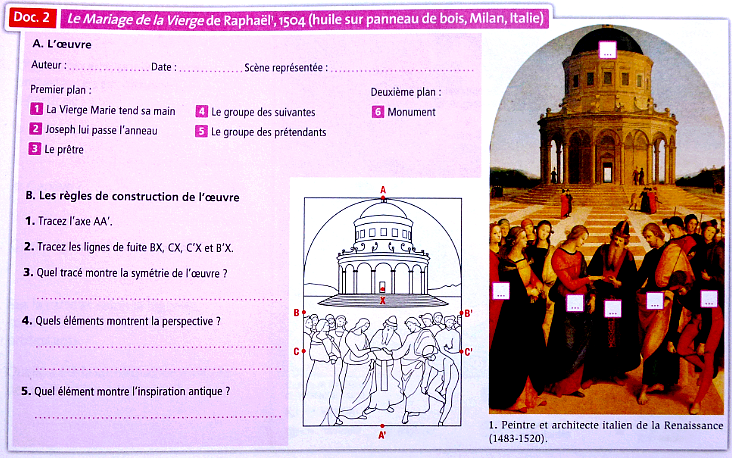 Doc. 2 Le Mariage de la Vierge de Raphaël¹, 1504 (huile sur panneau de bois, Milan, Italie)
A. L'œuvre
Auteur : .................. Date : .................. Scène représentée : ........................................
Premier plan :
Deuxième plan :
1 La Vierge Marie tend sa main
4 Le groupe des suivantes
6 Monument
2 Joseph lui passe l'anneau
5 Le groupe des prétendants
3 Le prêtre
B. Les règles de construction de l'œuvre
1. Tracez l'axe AA'.
2. Tracez les lignes de fuite BX, CX, C'X et B'X.
3. Quel tracé montre la symétrie de l'œuvre ?
4. Quels éléments montrent la perspective ?
5. Quel élément montre l'inspiration antique ?
A
X
B
B'
C
C'
A'
...
...
...
...
...
...
1. Peintre et architecte italien de la Renaissance
(1483-1520).